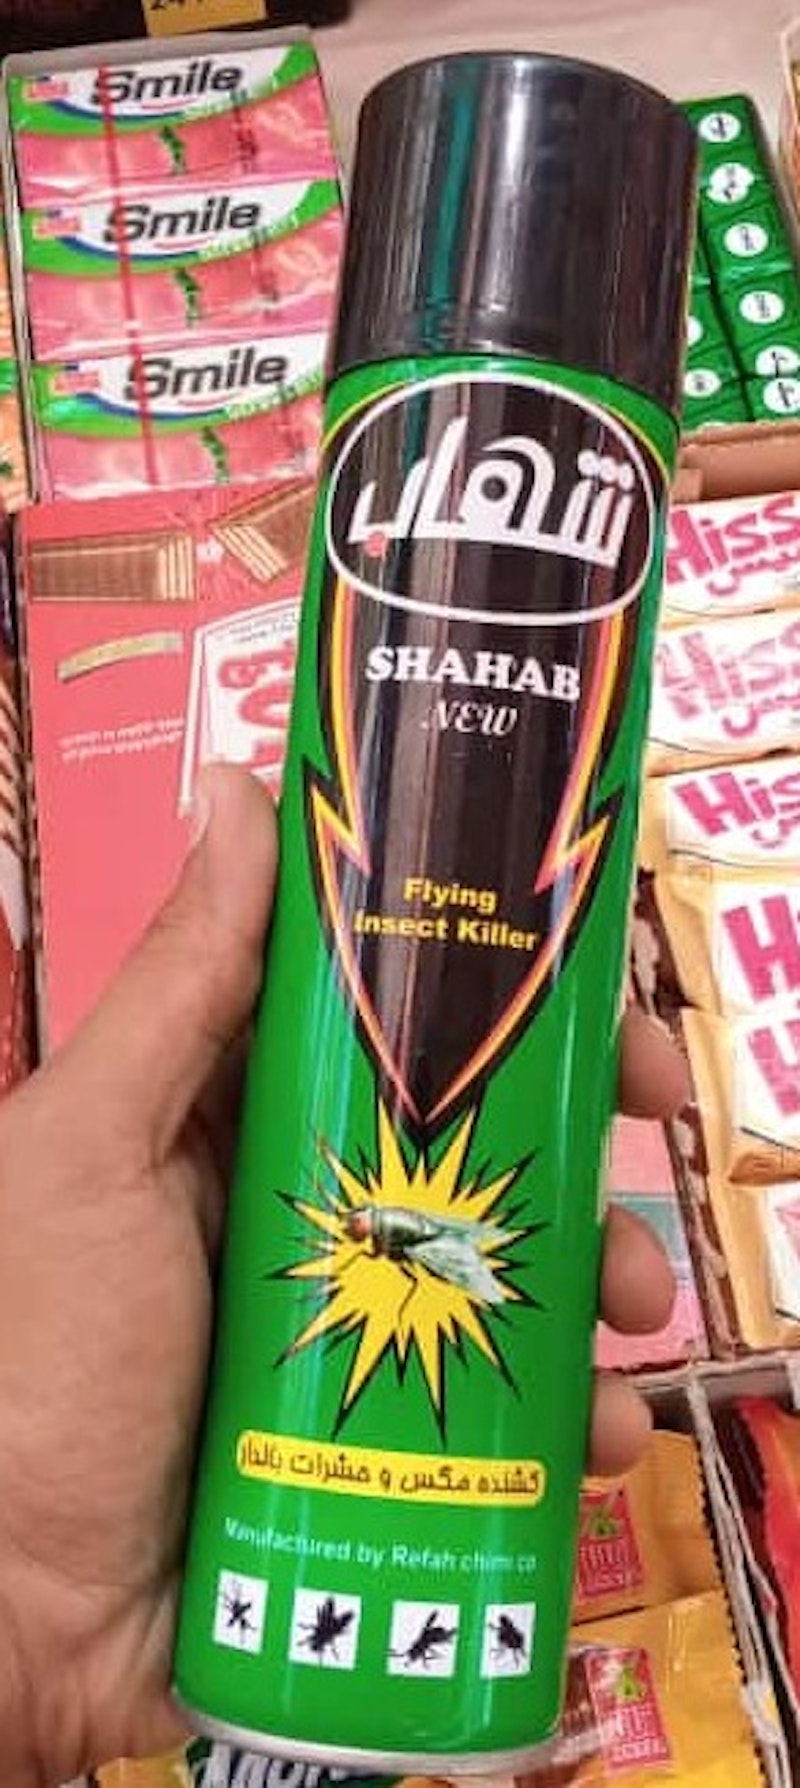 Smile
Smile
Smile
شهاب
SHAHAB
NEW
Flying
Insect Killer
کشنده مگس و حشرات بالدار
Manufactured by Refah chimi co
Hiss
Hiss
His
H
H